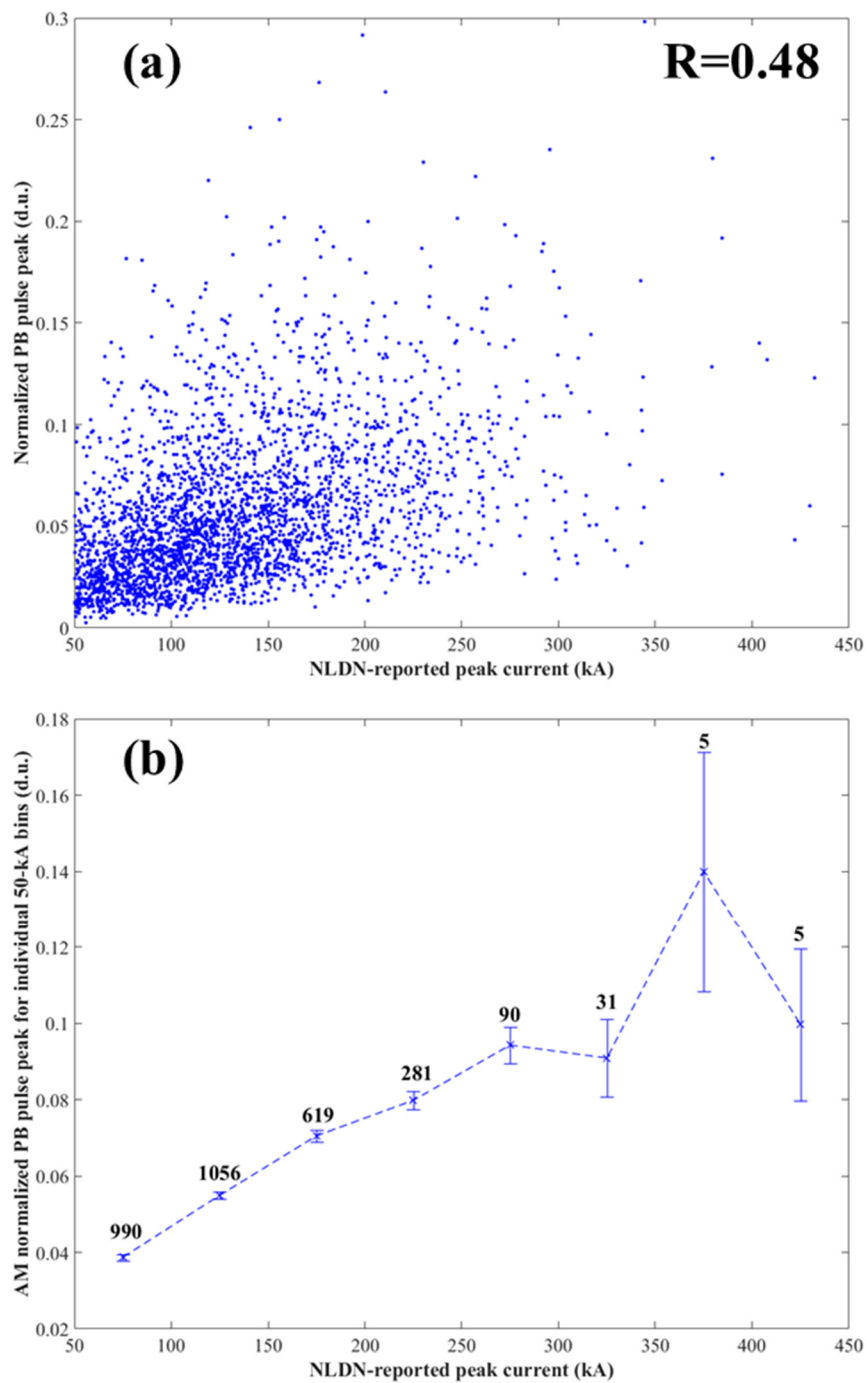 (a)
R=0.48
Normalized PB pulse peak (d.u.)
0.3
0.25
0.2
0.15
0.1
0.05
0
50 100 150 200 250 300 350 400 450
NLDN-reported peak current (kA)
(b)
AM normalized PB pulse peak for individual 50-kA bins (d.u.)
0.18
0.16
0.14
0.12
0.1
0.08
0.06
0.04
0.02
990
1056
619
281
90
31
5
5
50 100 150 200 250 300 350 400 450
NLDN-reported peak current (kA)